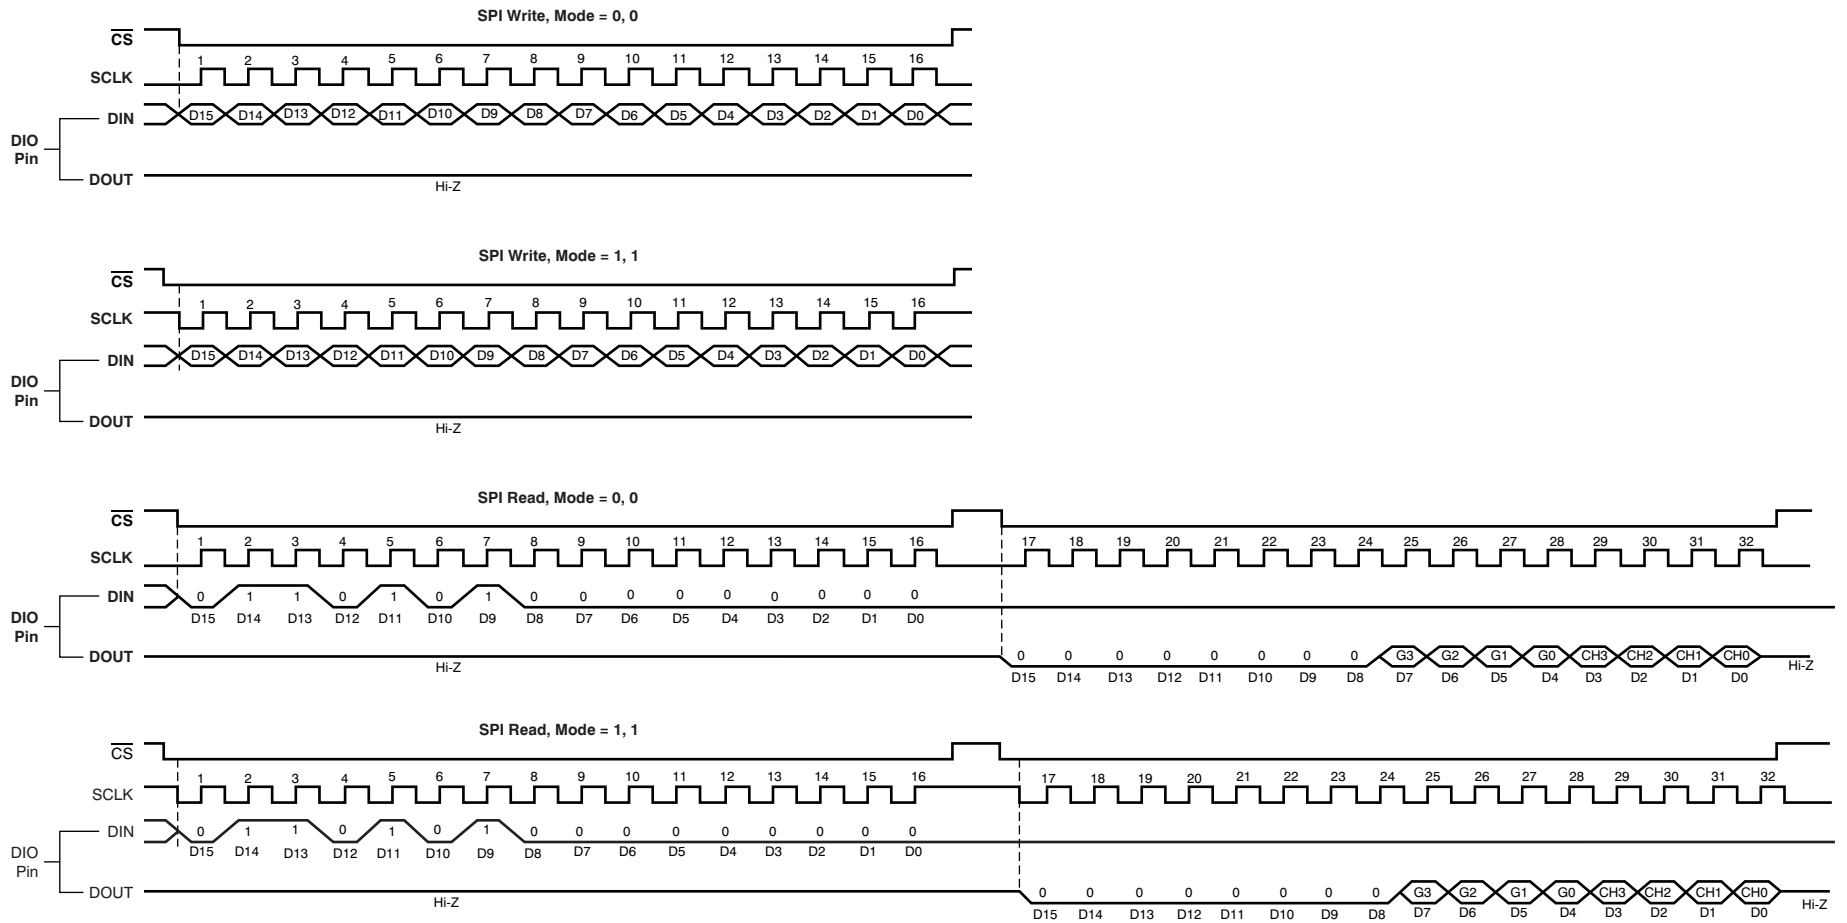 SPI Write, Mode = 0, 0
CS
1 2 3 4 5 6 7 8 9 10 11 12 13 14 15 16
SCLK
DIN
D15 D14 D13 D12 D11 D10 D9 D8 D7 D6 D5 D4 D3 D2 D1 D0
DIO
Pin
DOUT
Hi-Z
SPI Write, Mode = 1, 1
CS
1 2 3 4 5 6 7 8 9 10 11 12 13 14 15 16
SCLK
DIN
D15 D14 D13 D12 D11 D10 D9 D8 D7 D6 D5 D4 D3 D2 D1 D0
DIO
Pin
DOUT
Hi-Z
SPI Read, Mode = 0, 0
CS
1 2 3 4 5 6 7 8 9 10 11 12 13 14 15 16 17 18 19 20 21 22 23 24 25 26 27 28 29 30 31 32
SCLK
DIN
0 1 1 0 1 0 1 0 0 0 0 0 0 0 0 0
D15 D14 D13 D12 D11 D10 D9 D8 D7 D6 D5 D4 D3 D2 D1 D0
DIO
Pin
DOUT
Hi-Z
0 0 0 0 0 0 0 0 G3 G2 G1 G0 CH3 CH2 CH1 CH0
Hi-Z
D15 D14 D13 D12 D11 D10 D9 D8 D7 D6 D5 D4 D3 D2 D1 D0
SPI Read, Mode = 1, 1
CS
1 2 3 4 5 6 7 8 9 10 11 12 13 14 15 16 17 18 19 20 21 22 23 24 25 26 27 28 29 30 31 32
SCLK
DIN
0 1 1 0 1 0 1 0 0 0 0 0 0 0 0 0
D15 D14 D13 D12 D11 D10 D9 D8 D7 D6 D5 D4 D3 D2 D1 D0
DIO
Pin
DOUT
Hi-Z
0 0 0 0 0 0 0 0 G3 G2 G1 G0 CH3 CH2 CH1 CH0
Hi-Z
D15 D14 D13 D12 D11 D10 D9 D8 D7 D6 D5 D4 D3 D2 D1 D0